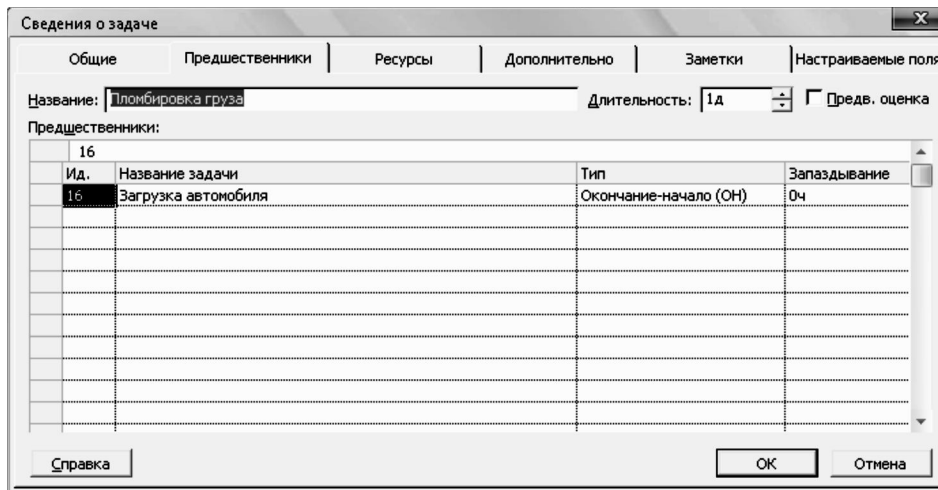 Сведения о задаче
Общие Предшественники Ресурсы Дополнительно Заметки Настраиваемые поля
Название: Пломбировка груза Длительность: 1д Предв. оценка
Предшественники:
16
Ид. Название задачи Тип Запаздывание
16 Загрузка автомобиля Окончание-начало (ОН) 0ч
Справка ОК Отмена